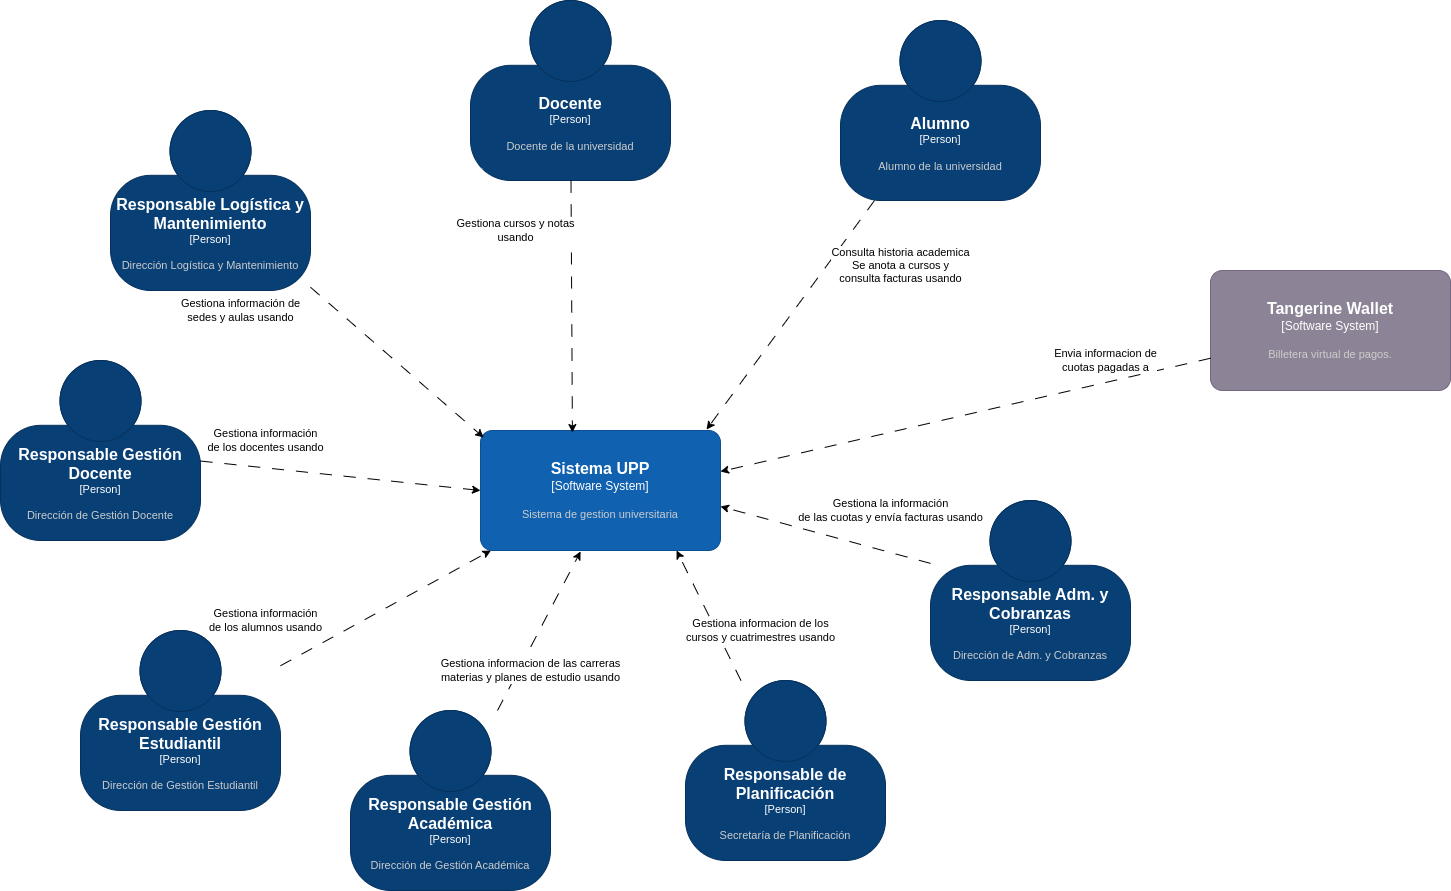 Docente
[Person]
Docente de la universidad
Alumno
[Person]
Alumno de la universidad
Responsable Logística y
Mantenimiento
[Person]
Dirección Logística y Mantenimiento
Gestiona cursos y notas
usando
Consulta historia academica
Se anota a cursos y
consulta facturas usando
Gestiona información de
sedes y aulas usando
Tangerine Wallet
[Software System]
Billetera virtual de pagos.
Envia informacion de
cuotas pagadas a
Responsable Gestión
Docente
[Person]
Dirección de Gestión Docente
Gestiona información
de los docentes usando
Sistema UPP
[Software System]
Sistema de gestion universitaria
Gestiona la información
de las cuotas y envía facturas usando
Responsable Adm. y
Cobranzas
[Person]
Dirección de Adm. y Cobranzas
Gestiona información
de los alumnos usando
Gestiona informacion de las carreras
materias y planes de estudio usando
Gestiona informacion de los
cursos y cuatrimestres usando
Responsable Gestión
Estudiantil
[Person]
Dirección de Gestión Estudiantil
Responsable Gestión
Académica
[Person]
Dirección de Gestión Académica
Responsable de
Planificación
[Person]
Secretaría de Planificación